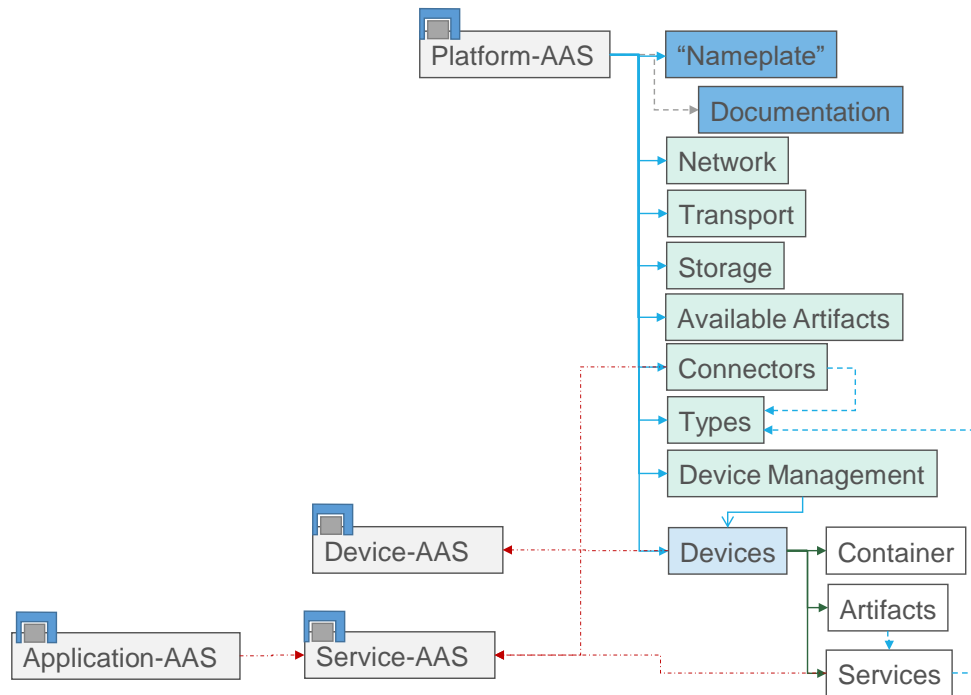 Platform-AAS
“Nameplate”
Documentation
Network
Transport
Storage
Available Artifacts
Connectors
Types
Device Management
Device-AAS
Devices
Container
Artifacts
Application-AAS
Service-AAS
Services